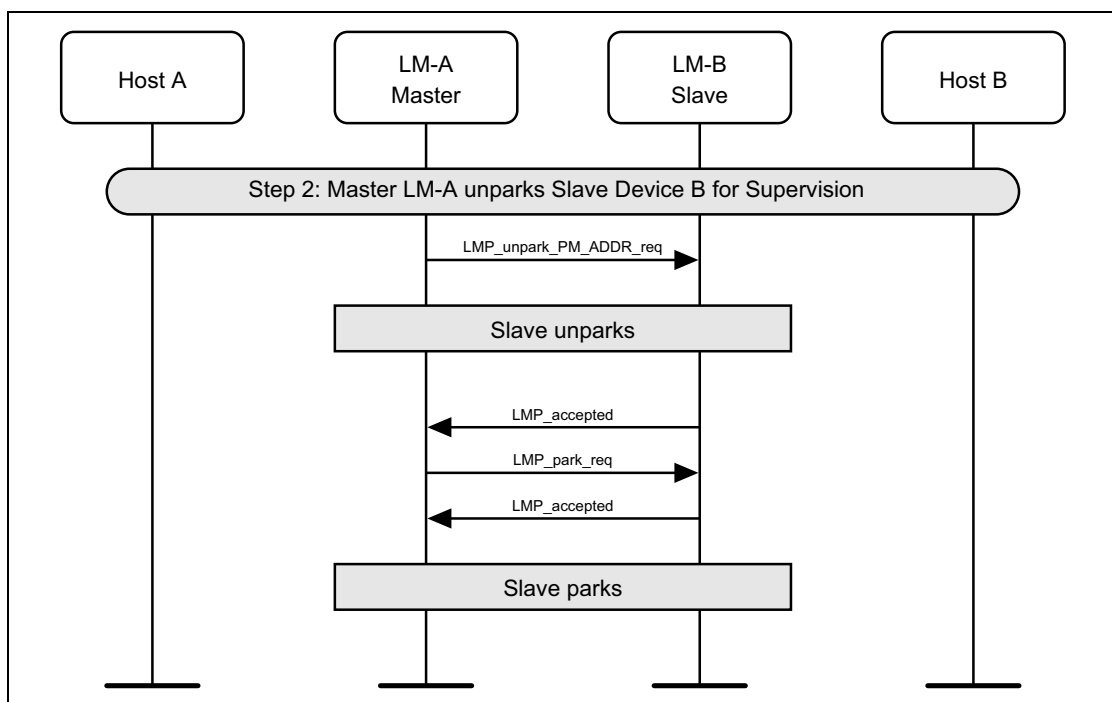 Host A
LM-A
Master
LM-B
Slave
Host B
Step 2: Master LM-A unparks Slave Device B for Supervision
LMP_unpark_PM_ADDR_req
Slave unparks
LMP_accepted
LMP_park_req
LMP_accepted
Slave parks